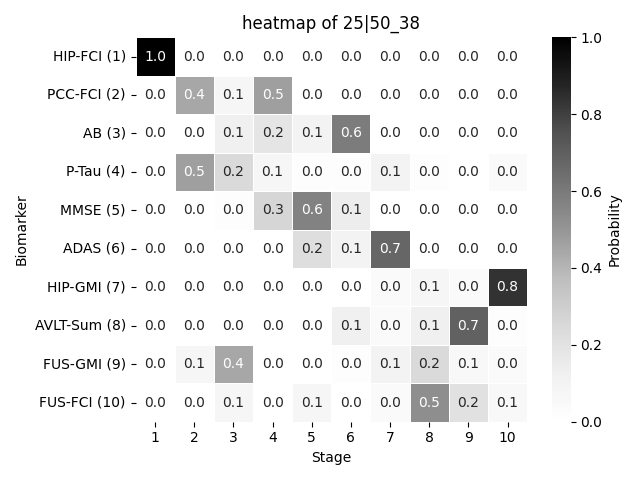 heatmap of 25|50_38
HIP-FCI (1) 1.0 0.0 0.0 0.0 0.0 0.0 0.0 0.0 0.0 0.0
PCC-FCI (2) 0.0 0.4 0.1 0.5 0.0 0.0 0.0 0.0 0.0 0.0
AB (3) 0.0 0.0 0.1 0.2 0.1 0.6 0.0 0.0 0.0 0.0
P-Tau (4) 0.0 0.5 0.2 0.1 0.0 0.0 0.1 0.0 0.0 0.0
MMSE (5) 0.0 0.0 0.0 0.3 0.6 0.1 0.0 0.0 0.0 0.0
ADAS (6) 0.0 0.0 0.0 0.0 0.2 0.1 0.7 0.0 0.0 0.0
HIP-GMI (7) 0.0 0.0 0.0 0.0 0.0 0.0 0.0 0.1 0.0 0.8
AVLT-Sum (8) 0.0 0.0 0.0 0.0 0.0 0.1 0.0 0.1 0.7 0.0
FUS-GMI (9) 0.0 0.1 0.4 0.0 0.0 0.0 0.1 0.2 0.1 0.0
FUS-FCI (10) 0.0 0.0 0.1 0.0 0.1 0.0 0.0 0.5 0.2 0.1
1 2 3 4 5 6 7 8 9 10
Stage
Biomarker
1.0
0.8
0.6
0.4
0.2
0.0
Probability